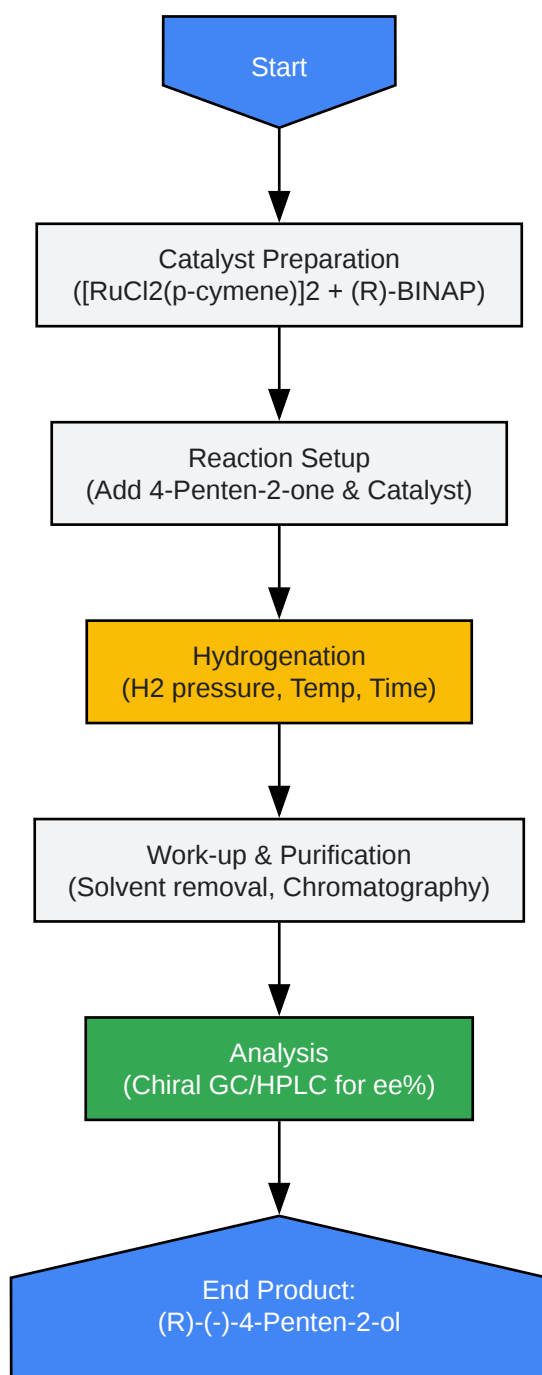 Start
Catalyst Preparation
([RuCl2(p-cymene)]2 + (R)-BINAP)
Reaction Setup
(Add 4-Penten-2-one & Catalyst)
Hydrogenation
(H2 pressure, Temp, Time)
Work-up & Purification
(Solvent removal, Chromatography)
Analysis
(Chiral GC/HPLC for ee%)
End Product:
(R)-(-)-4-Penten-2-ol